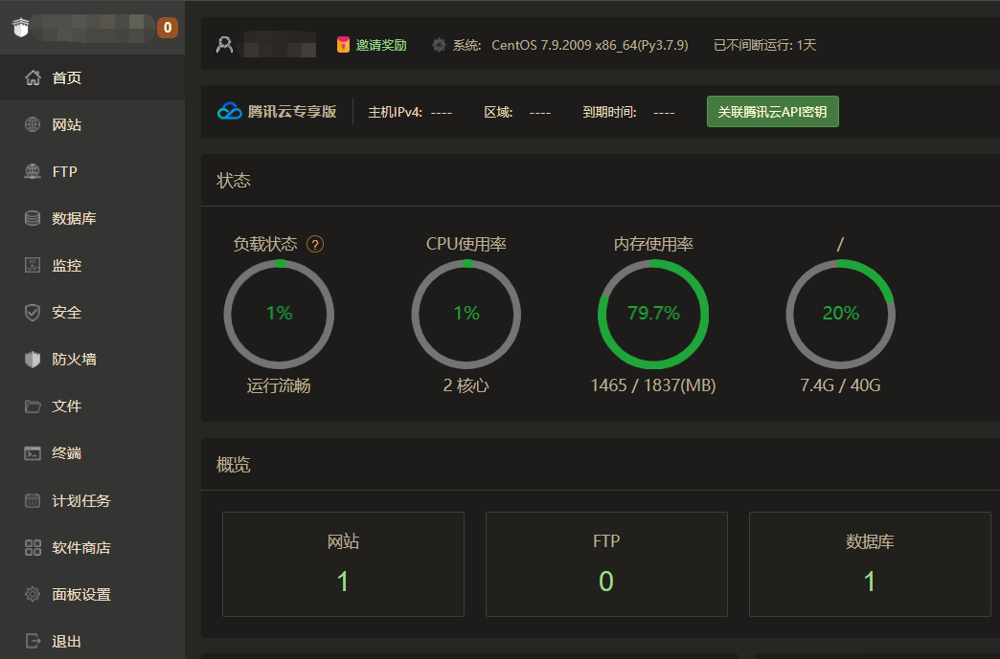 0
首页
网站
FTP
数据库
监控
安全
防火墙
文件
终端
计划任务
软件商店
面板设置
退出
邀请奖励 系统: CentOS 7.9.2009 x86_64(Py3.7.9) 已不间断运行: 1天
腾讯云专享版 主机IPv4: ---- 区域: ---- 到期时间: ---- 关联腾讯云API密钥
状态
负载状态 ? CPU使用率 内存使用率 /
1% 1% 79.7% 20%
运行流畅 2 核心 1465 / 1837(MB) 7.4G / 40G
概览
网站 FTP 数据库
1 0 1